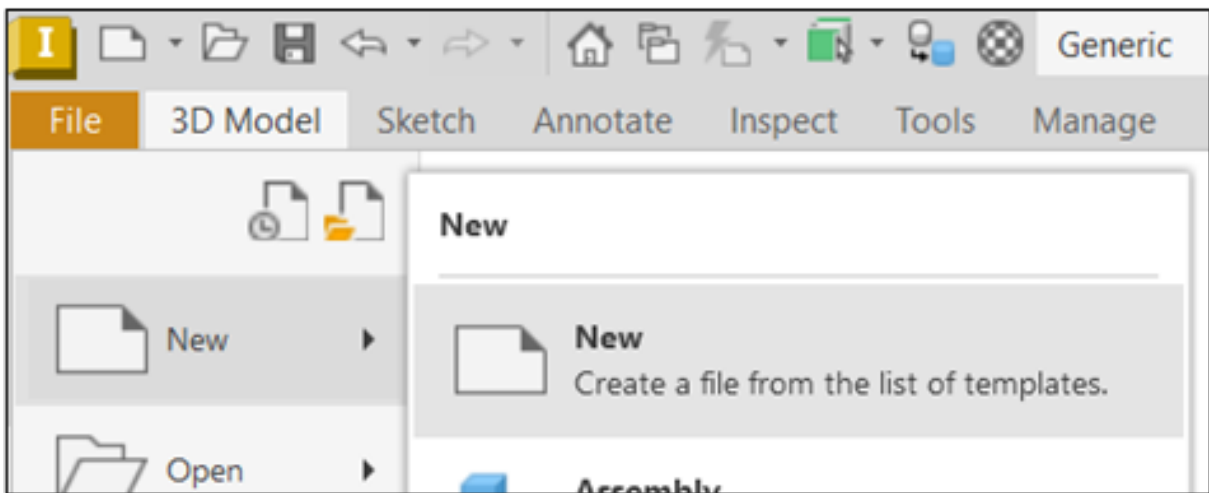 I
Generic
File 3D Model Sketch Annotate Inspect Tools Manage
New
New
New
Create a file from the list of templates.
Open
Assembly